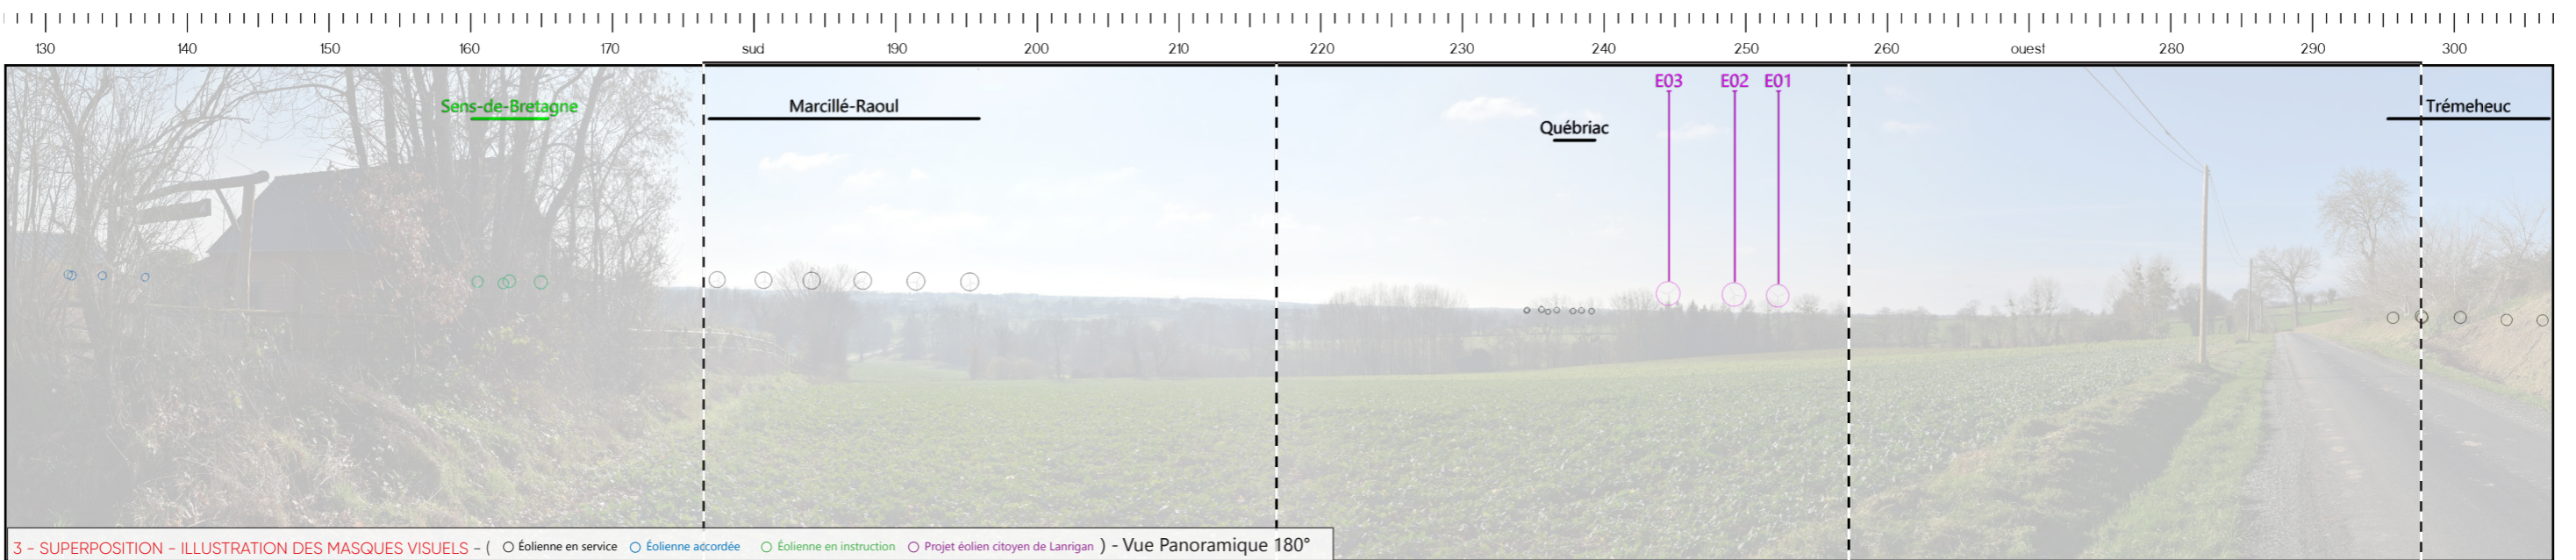 130 140 150 160 170 sud 190 200 210 220 230 240 250 260 ouest 280 290 300
E03 E02 E01
Sens-de-Bretagne Marcillé-Raoul Québriac Trémeheuc
3 - SUPERPOSITION - ILLUSTRATION DES MASQUES VISUELS - ( Éolienne en service Éolienne accordée Éolienne en instruction Projet éolien citoyen de Lanrigan ) - Vue Panoramique 180°